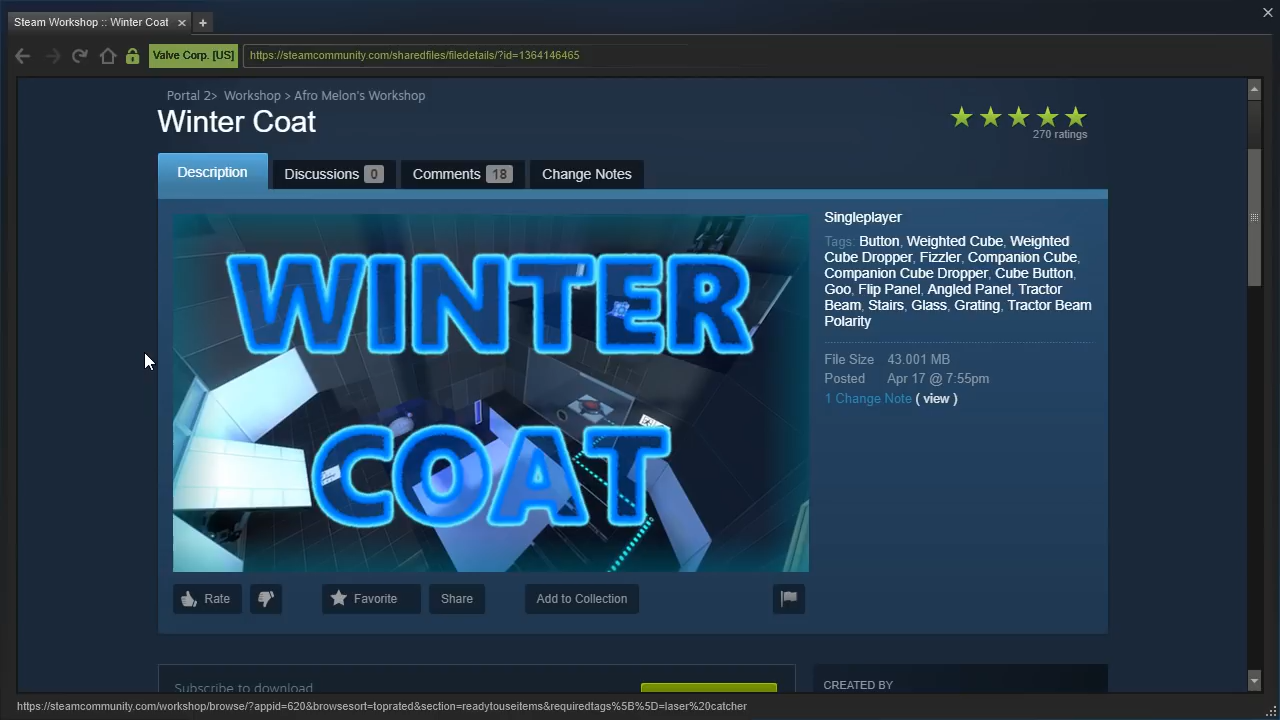 Steam Workshop :: Winter Coat
Valve Corp. [US]
https://steamcommunity.com/sharedfiles/filedetails/?id=1364146465
Portal 2> Workshop > Afro Melon's Workshop
Winter Coat
270 ratings
Description
Discussions 0
Comments 18
Change Notes
WINTER
COAT
Singleplayer
Tags: Button, Weighted Cube, Weighted
Cube Dropper, Fizzler, Companion Cube,
Companion Cube Dropper, Cube Button,
Goo, Flip Panel, Angled Panel, Tractor
Beam, Stairs, Glass, Grating, Tractor Beam
Polarity
File Size 43.001 MB
Posted Apr 17 @ 7:55pm
1 Change Note ( view )
Rate
Favorite
Share
Add to Collection
Subscribe to download
CREATED BY
https://steamcommunity.com/workshop/browse/?appid=620&browsesort=toprated&section=readytouseitems&requiredtags%5B%5D=laser%20catcher